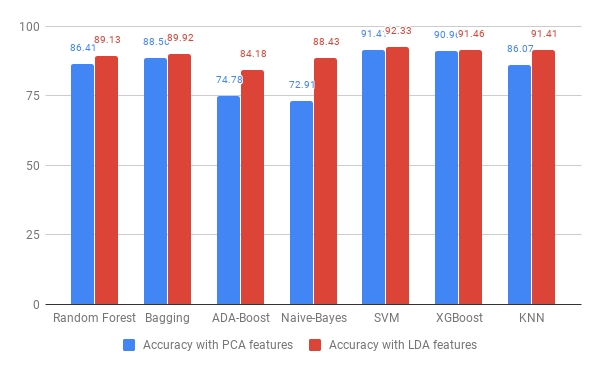 100
75
50
25
0
86.41
89.13
89.92
74.78
84.18
72.91
88.43
92.33
91.46
86.07
91.41
Random Forest
Bagging
ADA-Boost
Naive-Bayes
SVM
XGBoost
KNN
Accuracy with PCA features
Accuracy with LDA features